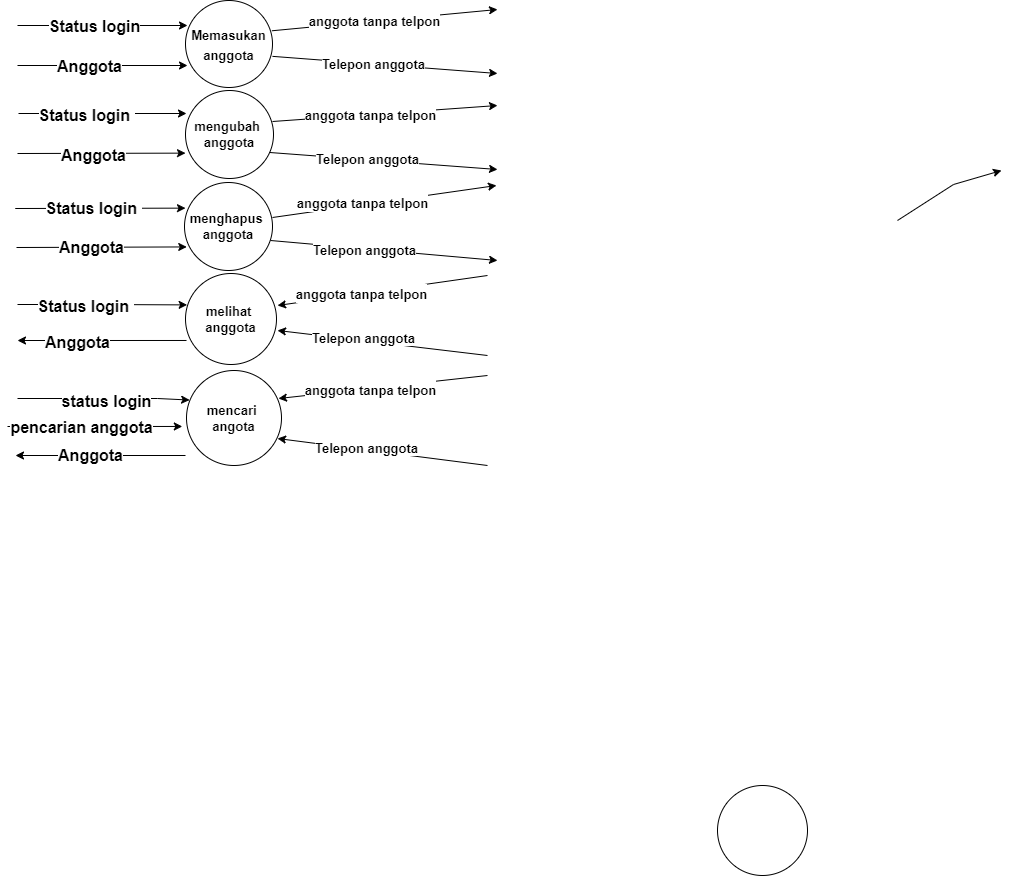 Status login
Memasukan
anggota
anggota tanpa telpon
Anggota
Telepon anggota
Status login
mengubah
anggota
anggota tanpa telpon
Anggota
Telepon anggota
Status login
menghapus
anggota
anggota tanpa telpon
Anggota
Telepon anggota
Status login
melihat
anggota
anggota tanpa telpon
Anggota
Telepon anggota
status login
mencari
angota
anggota tanpa telpon
pencarian anggota
Anggota
Telepon anggota